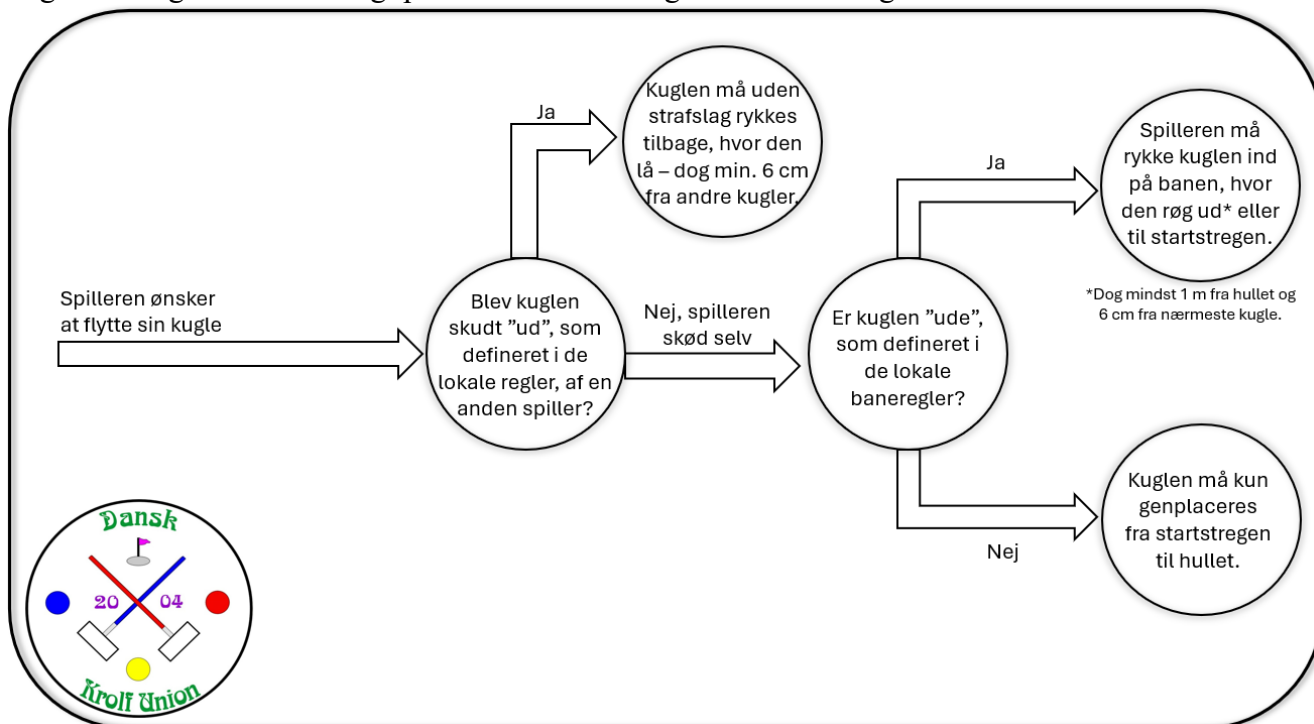 Spilleren ønsker
at flytte sin kugle
Blev kuglen
skudt ”ud”, som
defineret i de
lokale regler, af en
anden spiller?
Ja
Kuglen må uden
strafslag rykkes
tilbage, hvor den
lå – dog min. 6 cm
fra andre kugler.
Nej, spilleren
skød selv
Er kuglen ”ude”,
som defineret i
de lokale
baneregler?
Ja
Spilleren må
rykke kuglen ind
på banen, hvor
den røg ud* eller
til startstregen.
*Dog mindst 1 m fra hullet og
6 cm fra nærmeste kugle.
Nej
Kuglen må kun
genplaceres
fra startstregen
til hullet.
Dansk
20 04
Krolf Union